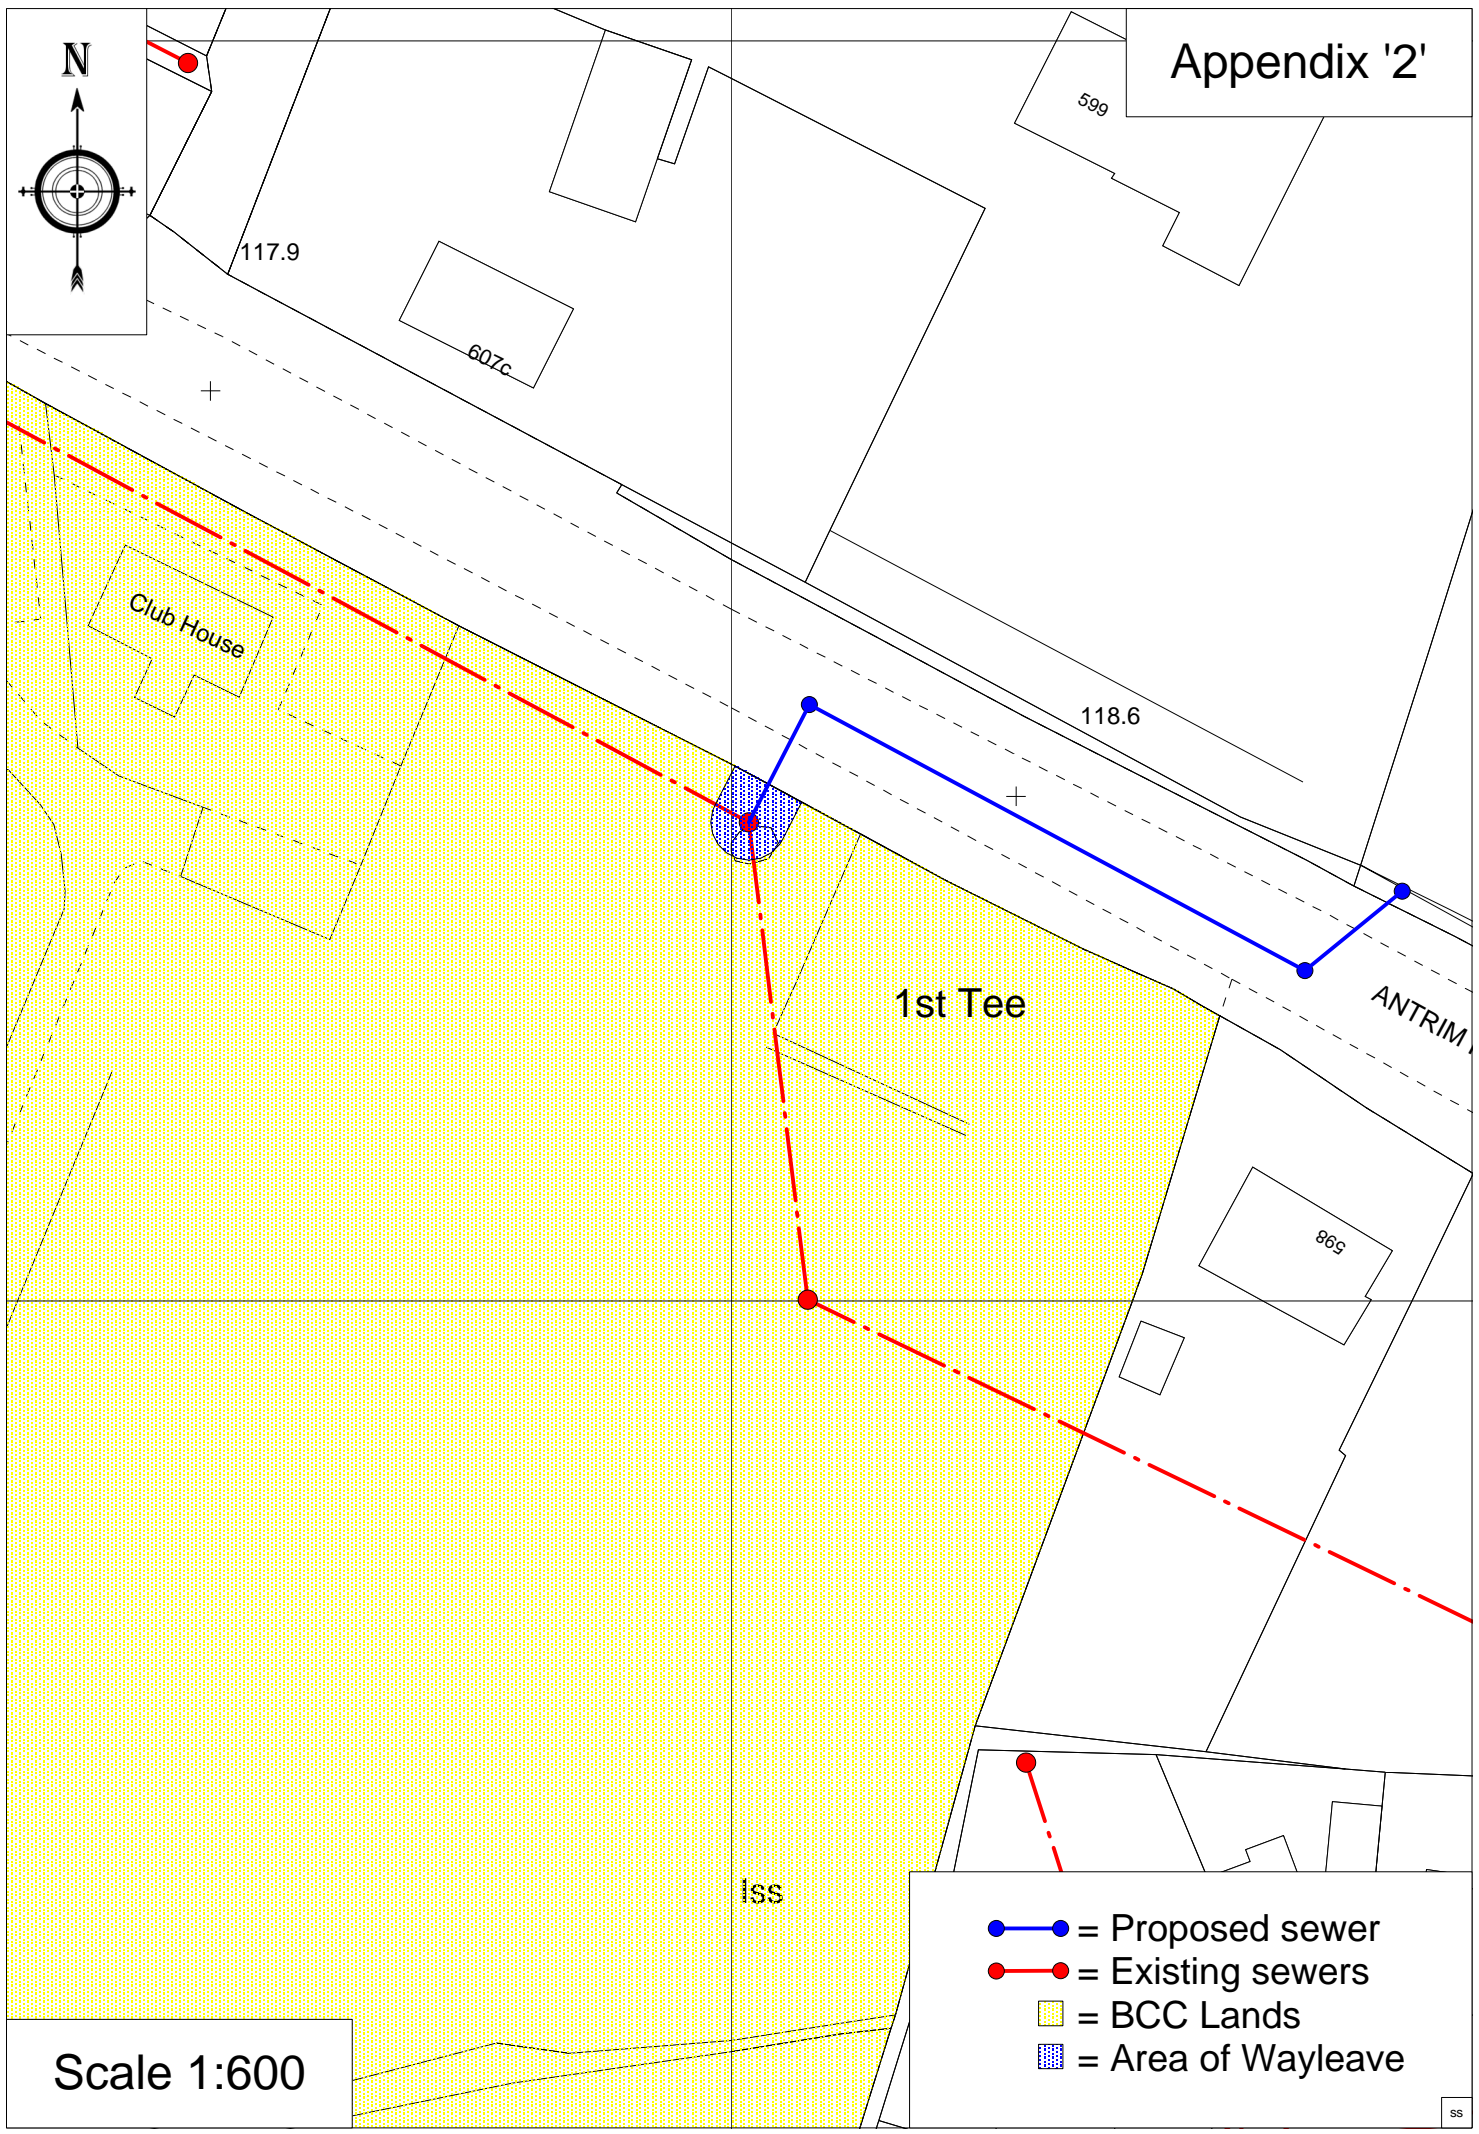 Appendix '2'
N
599
117.9
607c
Club House
118.6
1st Tee
ANTRIM
598
Iss
= Proposed sewer
= Existing sewers
= BCC Lands
= Area of Wayleave
Scale 1:600
ss